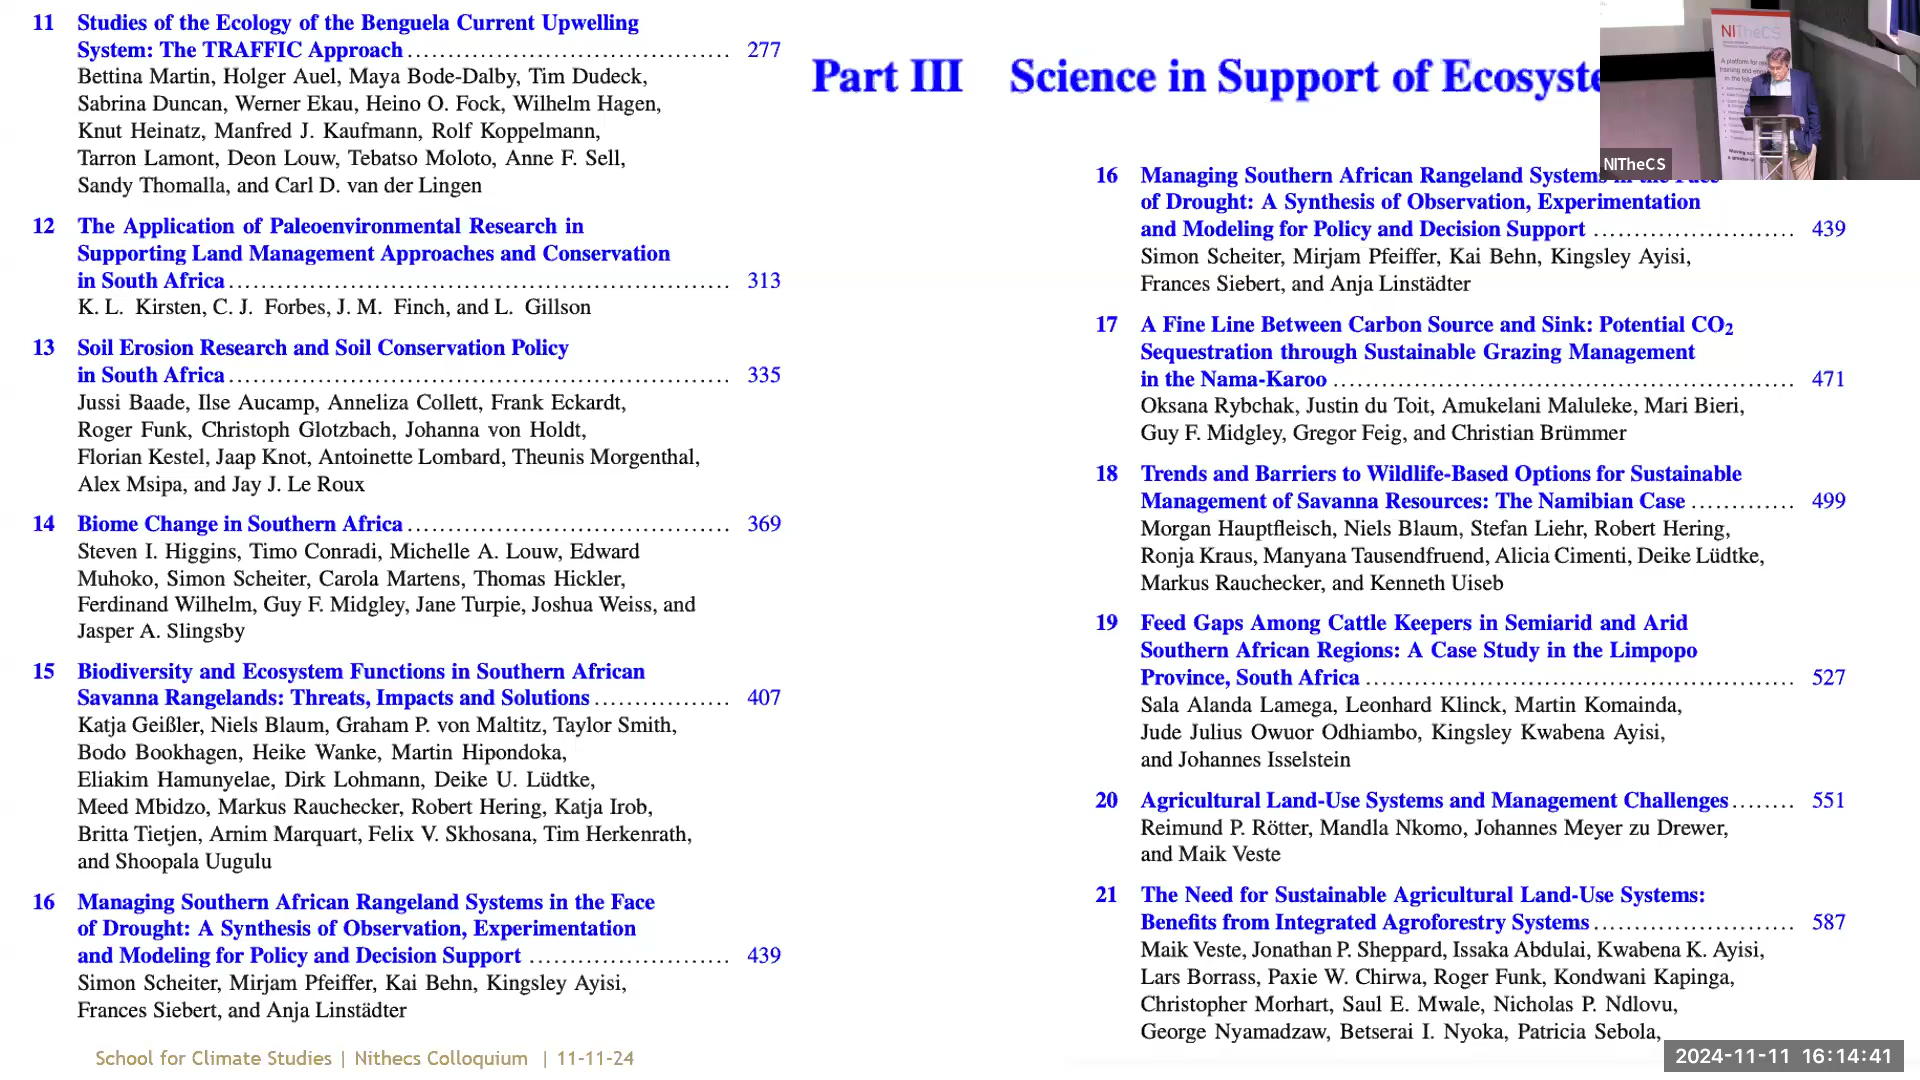 11 Studies of the Ecology of the Benguela Current Upwelling
System: The TRAFFIC Approach ........................................ 277
Bettina Martin, Holger Auel, Maya Bode-Dalby, Tim Dudeck,
Sabrina Duncan, Werner Ekau, Heino O. Fock, Wilhelm Hagen,
Knut Heinatz, Manfred J. Kaufmann, Rolf Koppelmann,
Tarron Lamont, Deon Louw, Tebatso Moloto, Anne F. Sell,
Sandy Thomalla, and Carl D. van der Lingen
12 The Application of Paleoenvironmental Research in
Supporting Land Management Approaches and Conservation
in South Africa ........................................ 313
K. L. Kirsten, C. J. Forbes, J. M. Finch, and L. Gillson
13 Soil Erosion Research and Soil Conservation Policy
in South Africa ........................................ 335
Jussi Baade, Ilse Aucamp, Anneliza Collett, Frank Eckardt,
Roger Funk, Christoph Glotzbach, Johanna von Holdt,
Florian Kestel, Jaap Knot, Antoinette Lombard, Theunis Morgenthal,
Alex Msipa, and Jay J. Le Roux
14 Biome Change in Southern Africa ........................................ 369
Steven I. Higgins, Timo Conradi, Michelle A. Louw, Edward
Muhoko, Simon Scheiter, Carola Martens, Thomas Hickler,
Ferdinand Wilhelm, Guy F. Midgley, Jane Turpie, Joshua Weiss, and
Jasper A. Slingsby
15 Biodiversity and Ecosystem Functions in Southern African
Savanna Rangelands: Threats, Impacts and Solutions ................. 407
Katja Geißler, Niels Blaum, Graham P. von Maltitz, Taylor Smith,
Bodo Bookhagen, Heike Wanke, Martin Hipondoka,
Eliakim Hamunyelae, Dirk Lohmann, Deike U. Lüdtke,
Meed Mbidzo, Markus Rauchecker, Robert Hering, Katja Irob,
Britta Tietjen, Arnim Marquart, Felix V. Skhosana, Tim Herkenrath,
and Shoopala Uugulu
16 Managing Southern African Rangeland Systems in the Face
of Drought: A Synthesis of Observation, Experimentation
and Modeling for Policy and Decision Support ......................... 439
Simon Scheiter, Mirjam Pfeiffer, Kai Behn, Kingsley Ayisi,
Frances Siebert, and Anja Linstädter
School for Climate Studies | Nithecs Colloquium | 11-11-24
Part III Science in Support of Ecosyste
16 Managing Southern African Rangeland Systems in the Face
of Drought: A Synthesis of Observation, Experimentation
and Modeling for Policy and Decision Support ......................... 439
Simon Scheiter, Mirjam Pfeiffer, Kai Behn, Kingsley Ayisi,
Frances Siebert, and Anja Linstädter
17 A Fine Line Between Carbon Source and Sink: Potential CO₂
Sequestration through Sustainable Grazing Management
in the Nama-Karoo ........................................ 471
Oksana Rybchak, Justin du Toit, Amukelani Maluleke, Mari Bieri,
Guy F. Midgley, Gregor Feig, and Christian Brümmer
18 Trends and Barriers to Wildlife-Based Options for Sustainable
Management of Savanna Resources: The Namibian Case ............. 499
Morgan Hauptfleisch, Niels Blaum, Stefan Liehr, Robert Hering,
Ronja Kraus, Manyana Tausendfruend, Alicia Cimenti, Deike Lüdtke,
Markus Rauchecker, and Kenneth Uiseb
19 Feed Gaps Among Cattle Keepers in Semiarid and Arid
Southern African Regions: A Case Study in the Limpopo
Province, South Africa ........................................ 527
Sala Alanda Lamega, Leonhard Klinck, Martin Komainda,
Jude Julius Owuor Odhiambo, Kingsley Kwabena Ayisi,
and Johannes Isselstein
20 Agricultural Land-Use Systems and Management Challenges ........ 551
Reimund P. Rötter, Mandla Nkomo, Johannes Meyer zu Drewer,
and Maik Veste
21 The Need for Sustainable Agricultural Land-Use Systems:
Benefits from Integrated Agroforestry Systems ......................... 587
Maik Veste, Jonathan P. Sheppard, Issaka Abdulai, Kwabena K. Ayisi,
Lars Borrass, Paxie W. Chirwa, Roger Funk, Kondwani Kapinga,
Christopher Morhart, Saul E. Mwale, Nicholas P. Ndlovu,
George Nyamadzaw, Betserai I. Nyoka, Patricia Sebola,
NITheCS
NITheCS
2024-11-11 16:14:41